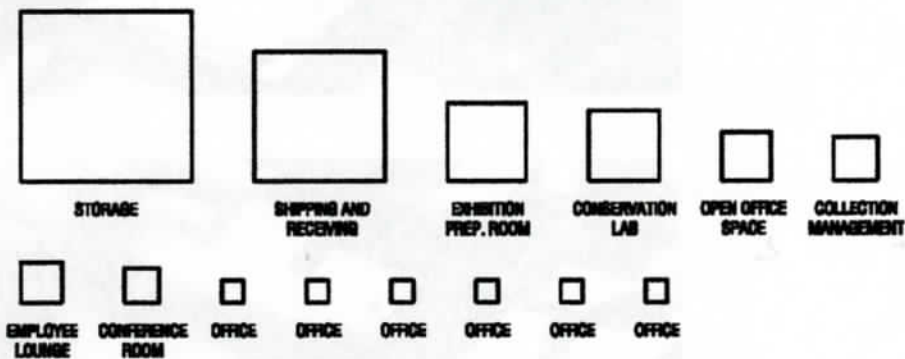 STORAGE
SHIPPING AND
RECEIVING
EXHIBITION
PREP. ROOM
CONSERVATION
LAB
OPEN OFFICE
SPACE
COLLECTION
MANAGEMENT
EMPLOYEE
LOUNGE
CONFERENCE
ROOM
OFFICE
OFFICE
OFFICE
OFFICE
OFFICE
OFFICE